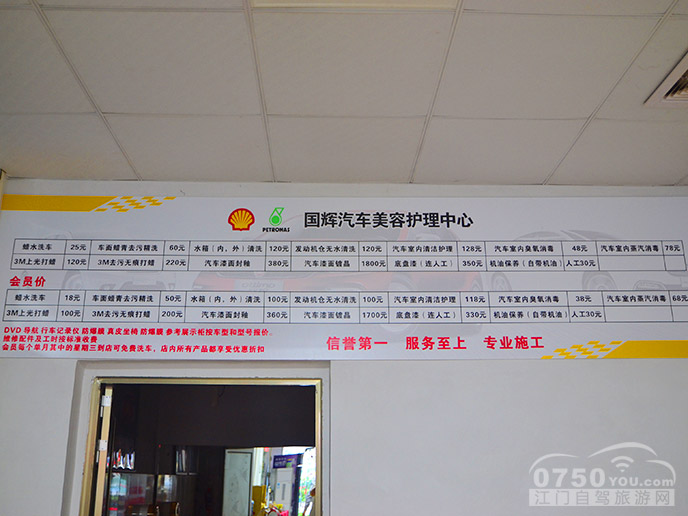 PETRONAS 国辉汽车美容护理中心
蜡水洗车 25元 车面蜡青去污精洗 60元 水箱（内、外）清洗 120元 发动机仓无水清洗 120元 汽车室内清洁护理 128元 汽车室内臭氧消毒 48元 汽车室内蒸汽消毒 78元
3M上光打蜡 120元 3M去污无痕打蜡 220元 汽车漆面封釉 380元 汽车漆面镀晶 1800元 底盘漆（连人工） 350元 机油保养（自带机油） 人工30元
会员价
蜡水洗车 18元 车面蜡青去污精洗 50元 水箱（内、外）清洗 100元 发动机仓无水清洗 100元 汽车室内清洁护理 118元 汽车室内臭氧消毒 38元 汽车室内蒸汽消毒 68元
3M上光打蜡 100元 3M去污无痕打蜡 200元 汽车漆面封釉 360元 汽车漆面镀晶 1700元 底盘漆（连人工） 330元 机油保养（自带机油） 人工30元
DVD导航 行车记录仪 防爆膜 真皮坐椅 防爆膜 参考展示柜按车型和型号报价。
维修配件及工时按标准收费
会员每个单月其中的星期三到店可免费洗车，店内所有产品都享受优惠折扣
信誉第一 服务至上 专业施工
0750YOU.com
江门自驾旅游网